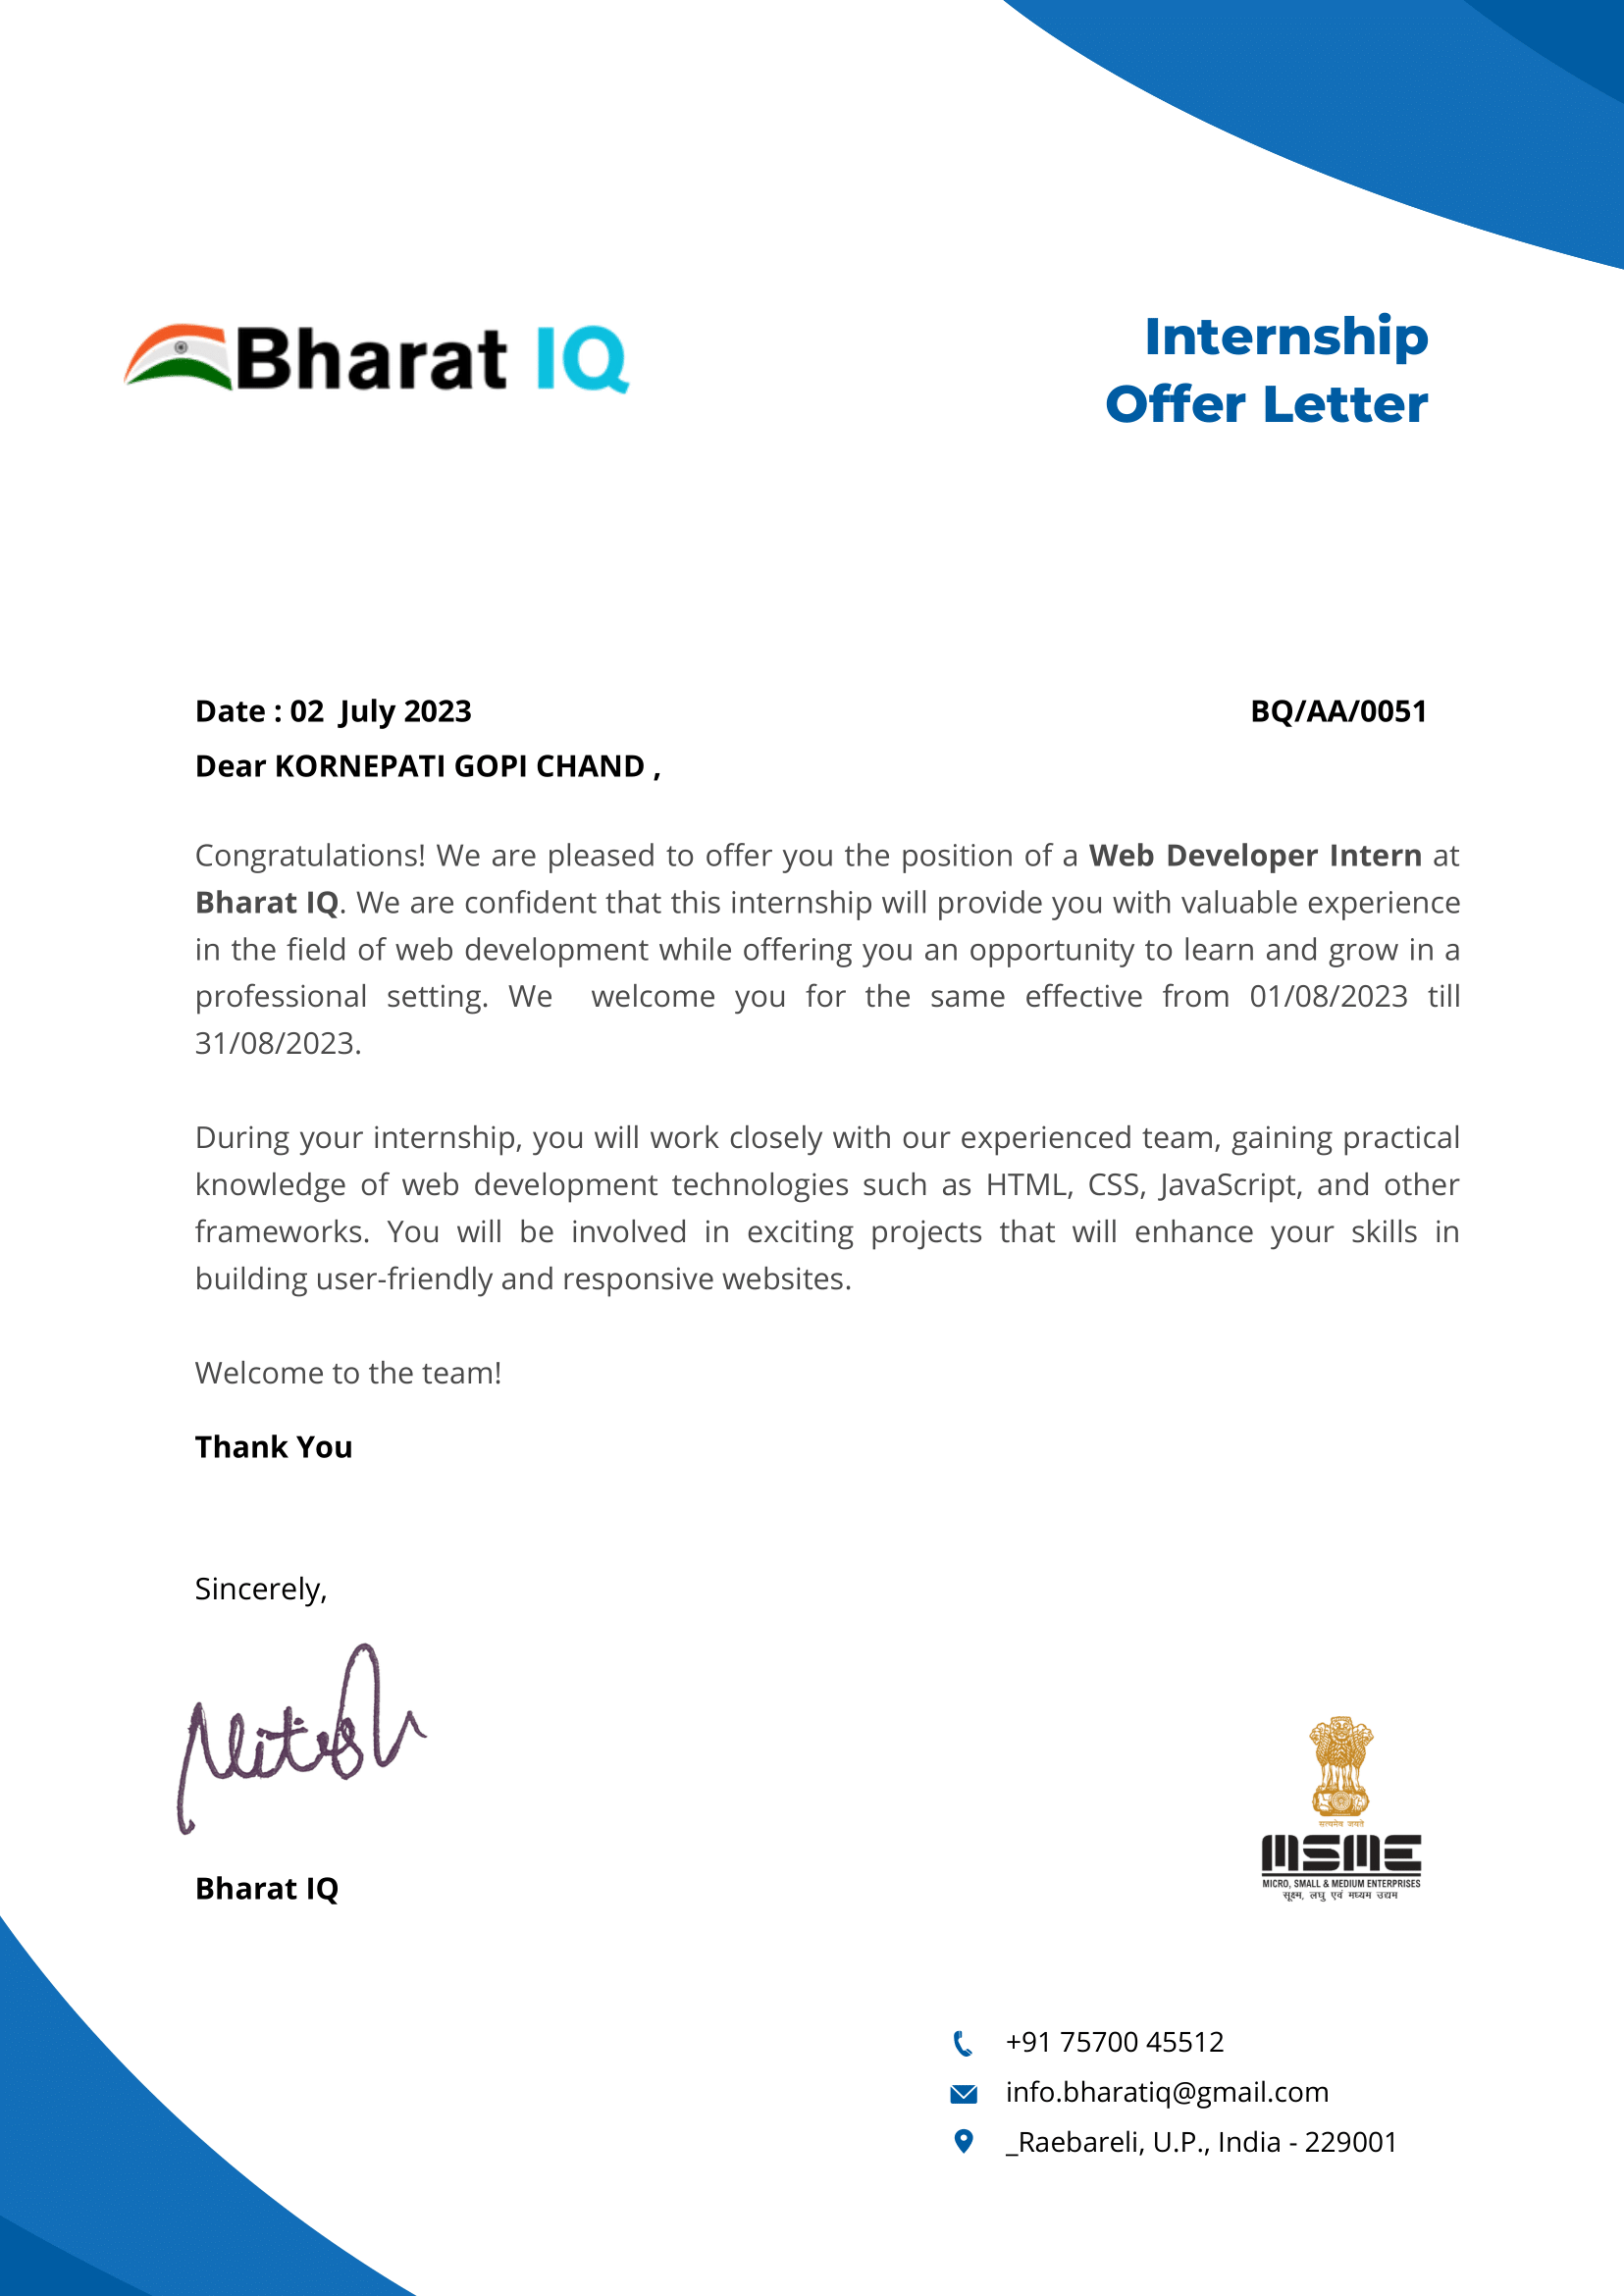 Bharat IQ
Internship
Offer Letter
Date : 02 July 2023
BQ/AA/0051
Dear KORNEPATI GOPI CHAND ,
Congratulations! We are pleased to offer you the position of a Web Developer Intern at
Bharat IQ. We are confident that this internship will provide you with valuable experience
in the field of web development while offering you an opportunity to learn and grow in a
professional setting. We welcome you for the same effective from 01/08/2023 till
31/08/2023.
During your internship, you will work closely with our experienced team, gaining practical
knowledge of web development technologies such as HTML, CSS, JavaScript, and other
frameworks. You will be involved in exciting projects that will enhance your skills in
building user-friendly and responsive websites.
Welcome to the team!
Thank You
Sincerely,
Nitish
Bharat IQ
सत्यमेव जयते
MSME
MICRO, SMALL & MEDIUM ENTERPRISES
सूक्ष्म, लघु एवं मध्यम उद्यम
+91 75700 45512
info.bharatiq@gmail.com
_Raebareli, U.P., India - 229001